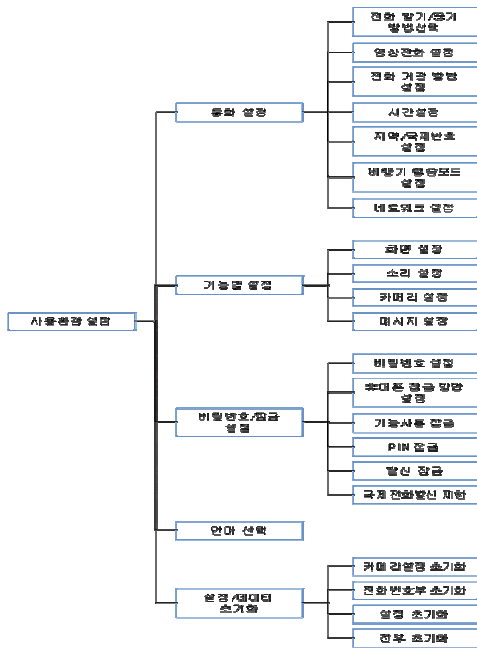 전화 받기/끊기
방법선택
영상전화 설정
전화 거절 방법
설정
통화 설정
시간설정
지역/국제번호
설정
비행기 탑승모드
설정
네트워크 설정
화면 설정
소리 설정
기능별 설정
카메라 설정
메시지 설정
사용환경 설정
비밀번호 설정
휴대폰 잠금 방법
설정
비밀번호/잠금
설정
기능사용 잠금
PIN 잠금
발신 잠금
국제전화발신 제한
언어 선택
카메라설정 초기화
전화번호부 초기화
설정/데이터
초기화
설정 초기화
전부 초기화